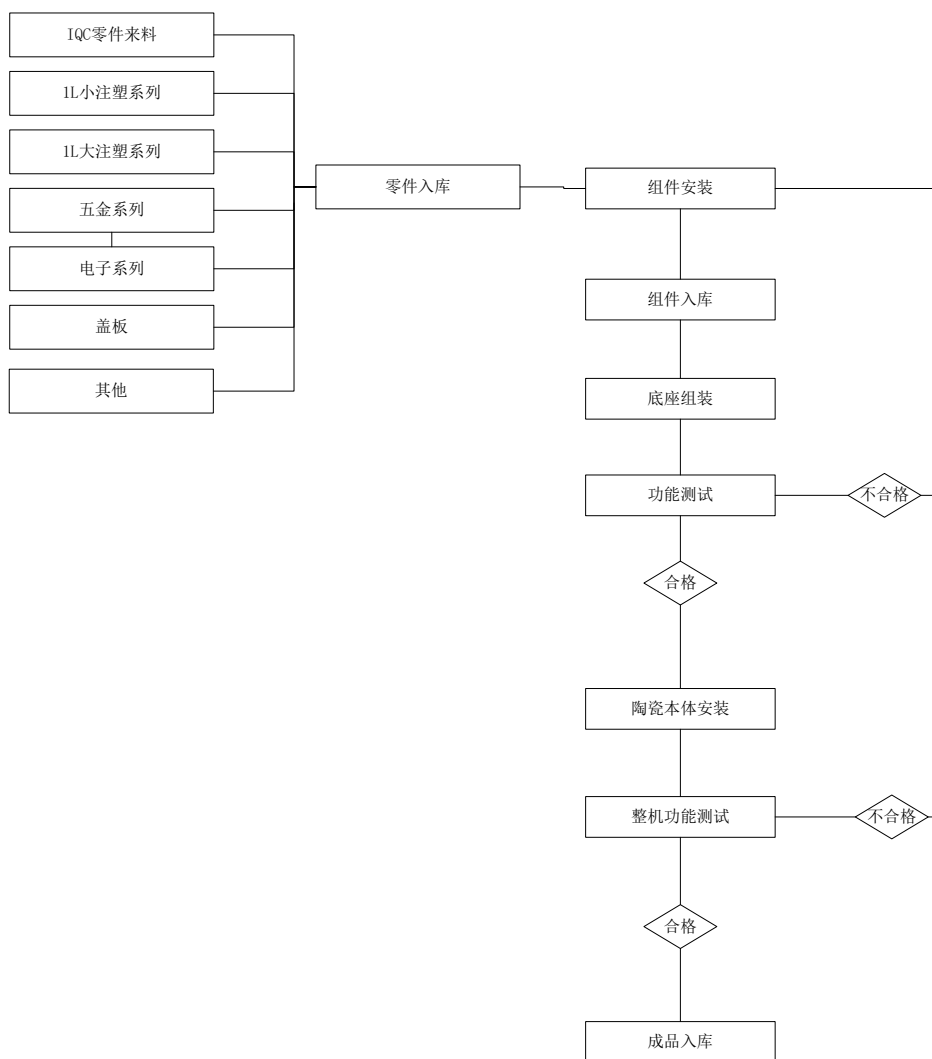 IQC零件来料
1L小注塑系列
1L大注塑系列
五金系列
电子系列
盖板
其他
零件入库
组件安装
组件入库
底座组装
功能测试
不合格
合格
陶瓷本体安装
整机功能测试
不合格
合格
成品入库